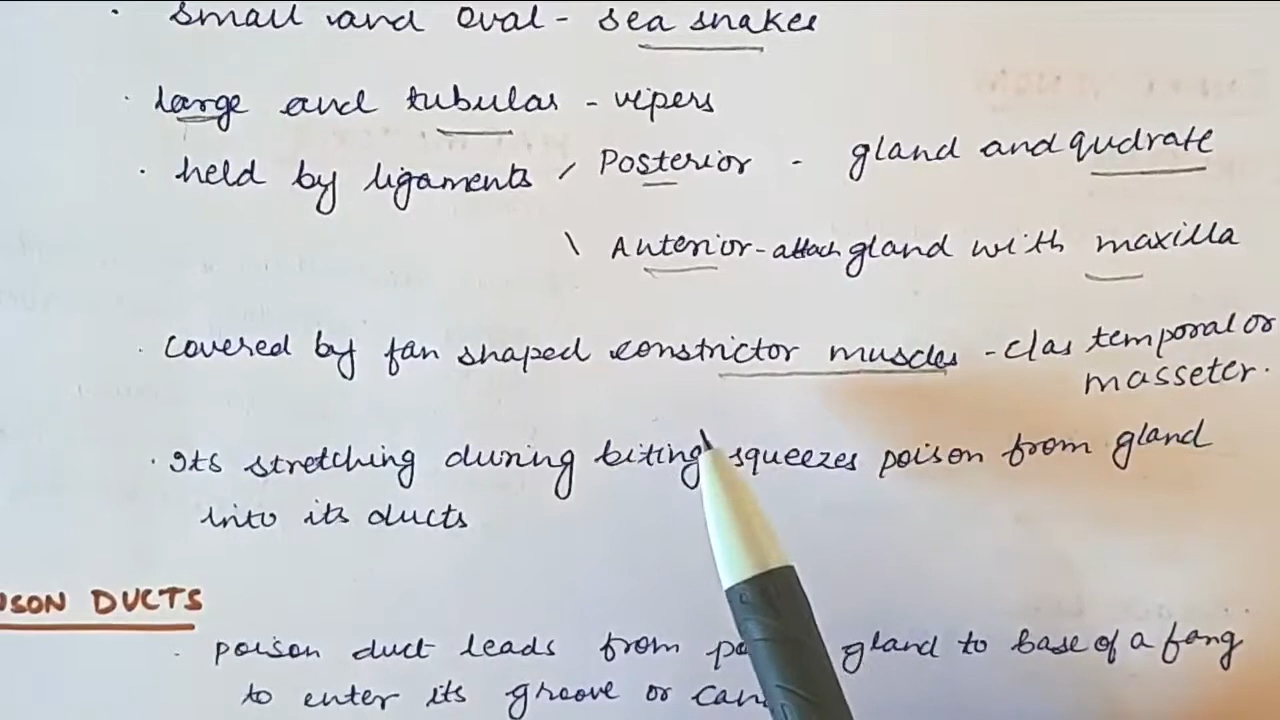 · small and oval - sea snakes
· large and tubular - vipers
· held by ligaments / Posterior - gland and qudrate
\ Anterior - attach gland with maxilla
· covered by fan shaped constrictor muscles - clas temporal or
masseter.
· Its stretching during biting squeezes poison from gland
into its ducts
ISON DUCTS
· poison duct leads from gland to base of a fang
to enter its groove or